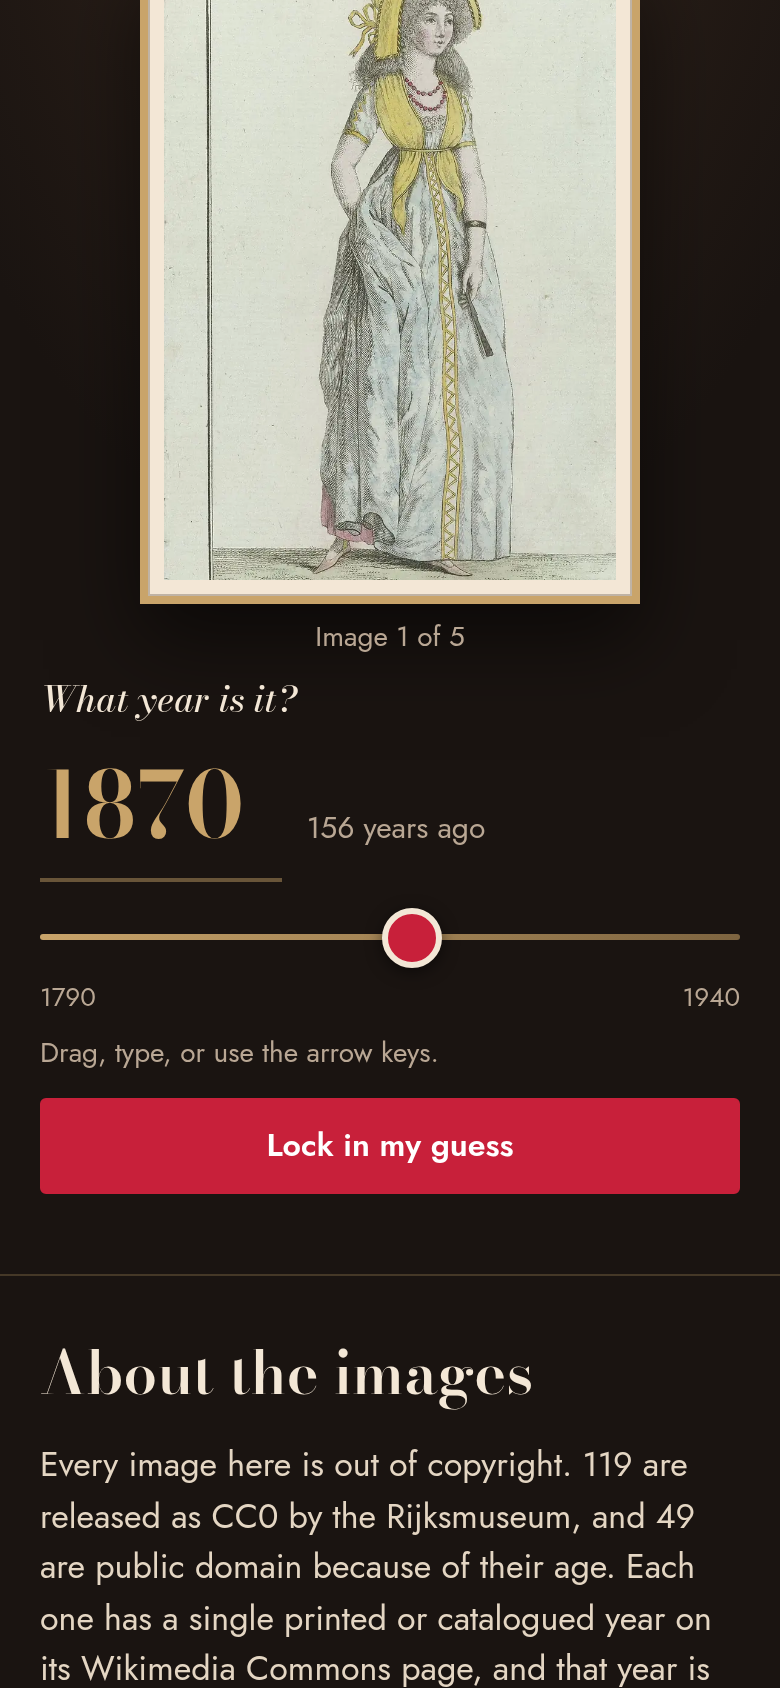 Image 1 of 5
What year is it?
1870
156 years ago
1790
1940
Drag, type, or use the arrow keys.
Lock in my guess
About the images
Every image here is out of copyright. 119 are
released as CC0 by the Rijksmuseum, and 49
are public domain because of their age. Each
one has a single printed or catalogued year on
its Wikimedia Commons page, and that year is